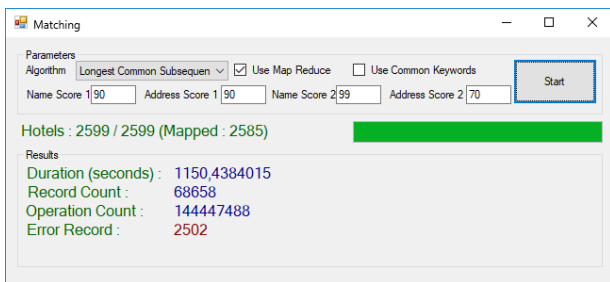 Matching
Parameters
Algorithm Longest Common Subsequen Use Map Reduce Use Common Keywords
Start
Name Score 1 90 Address Score 1 90 Name Score 2 99 Address Score 2 70
Hotels : 2599 / 2599 (Mapped : 2585)
Results
Duration (seconds) : 1150,4384015
Record Count : 68658
Operation Count : 144447488
Error Record : 2502